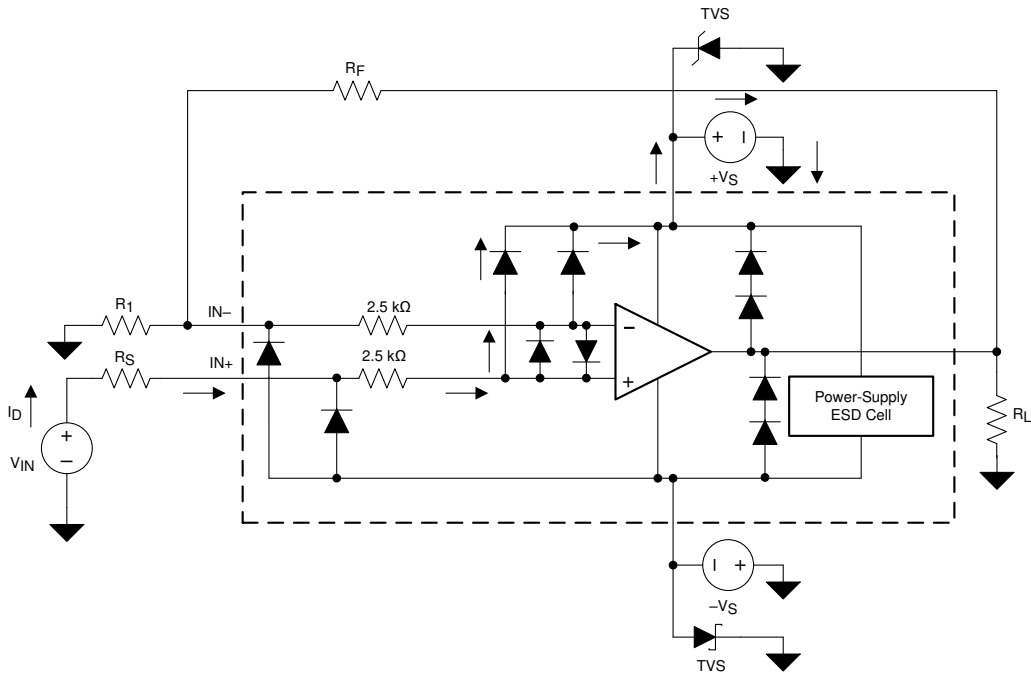 TVS
RF
+ –
+VS
R1
IN–
2.5 kΩ
–
RS
IN+
2.5 kΩ
+
ID
+
VIN
–
Power-Supply
ESD Cell
RL
– +
–VS
TVS